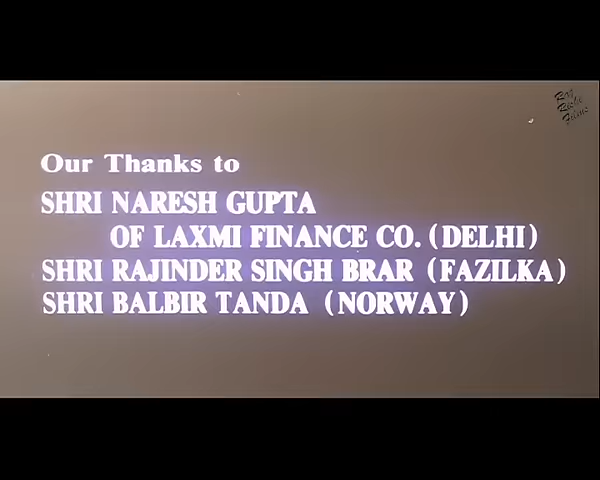 Our Thanks to
SHRI NARESH GUPTA
OF LAXMI FINANCE CO. (DELHI)
SHRI RAJINDER SINGH BRAR (FAZILKA)
SHRI BALBIR TANDA (NORWAY)